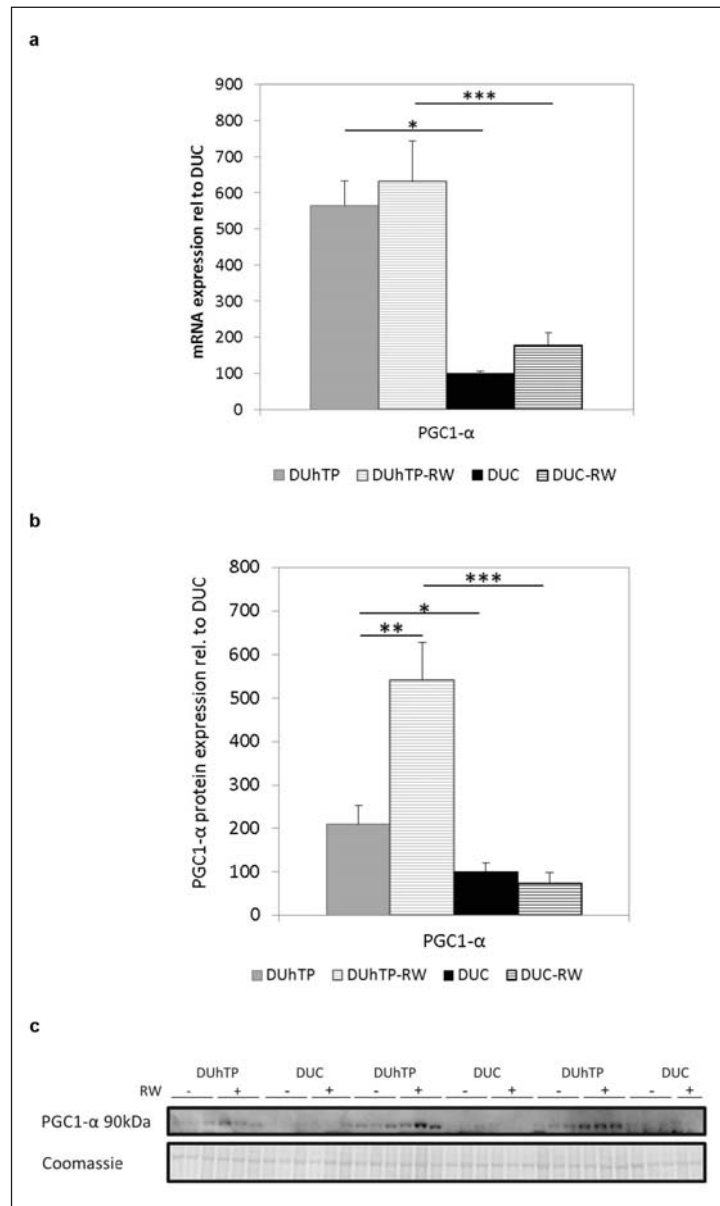 a
900
800
700
600
500
400
300
200
100
0
mRNA expression rel to DUC
***
*
PGC1-α
DUhTP DUhTP-RW DUC DUC-RW
b
800
700
600
500
400
300
200
100
0
PGC1-α protein expression rel. to DUC
***
*
**
PGC1-α
DUhTP DUhTP-RW DUC DUC-RW
c
DUhTP DUC DUhTP DUC DUhTP DUC
RW - + - + - + - + - + - +
PGC1-α 90kDa
Coomassie